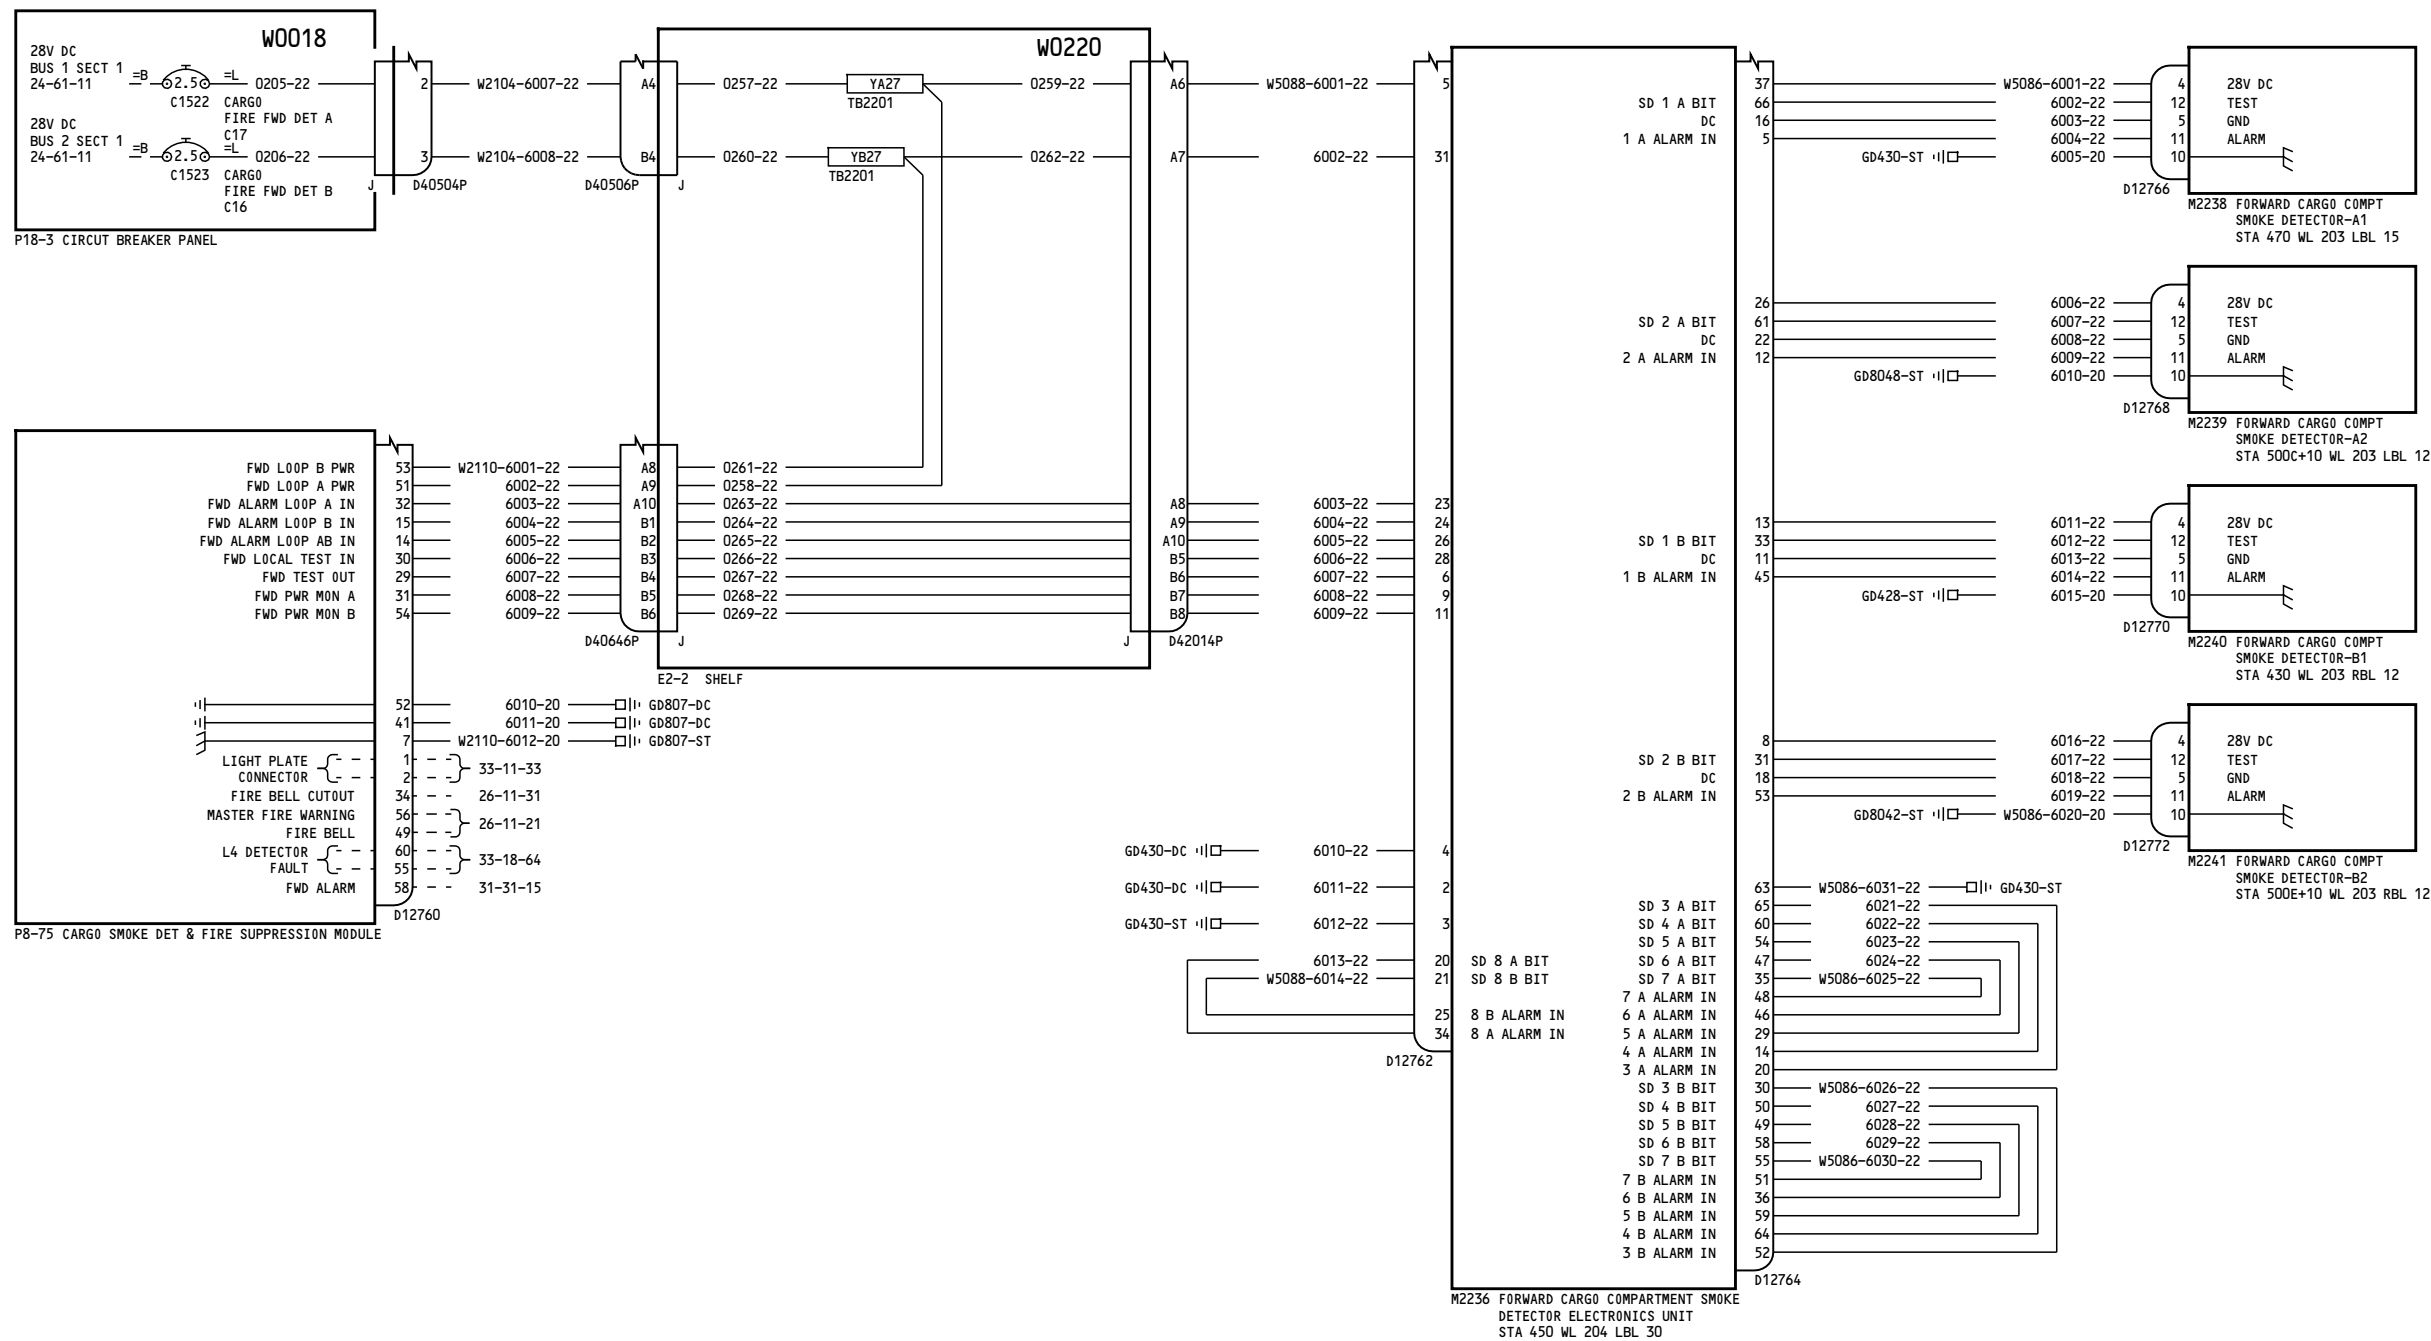 W0018
28V DC
BUS 1 SECT 1
24-61-11
=B
2.5
=L
0205-22
C1522
CARGO
FIRE FWD DET A
C17
28V DC
BUS 2 SECT 1
24-61-11
=B
2.5
=L
0206-22
C1523
CARGO
FIRE FWD DET B
C16
P18-3 CIRCUT BREAKER PANEL
2 W2104-6007-22 A4
3 W2104-6008-22 B4
J D40504P D40506P J
W0220
0257-22 YA27 0259-22 A6
TB2201
0260-22 YB27 0262-22 A7
TB2201
W5088-6001-22 5
6002-22 31
FWD LOOP B PWR 53 W2110-6001-22 A8 0261-22
FWD LOOP A PWR 51 6002-22 A9 0258-22
FWD ALARM LOOP A IN 32 6003-22 A10 0263-22 A8 6003-22 23
FWD ALARM LOOP B IN 15 6004-22 B1 0264-22 A9 6004-22 24
FWD ALARM LOOP AB IN 14 6005-22 B2 0265-22 A10 6005-22 26
FWD LOCAL TEST IN 30 6006-22 B3 0266-22 B5 6006-22 28
FWD TEST OUT 29 6007-22 B4 0267-22 B6 6007-22 6
FWD PWR MON A 31 6008-22 B5 0268-22 B7 6008-22 9
FWD PWR MON B 54 6009-22 B6 0269-22 B8 6009-22 11
D40646P J J D42014P
E2-2 SHELF
52 6010-20 GD807-DC
41 6011-20 GD807-DC
7 W2110-6012-20 GD807-ST
LIGHT PLATE 1
CONNECTOR 2
33-11-33
FIRE BELL CUTOUT 34 26-11-31
MASTER FIRE WARNING 56
FIRE BELL 49
26-11-21
L4 DETECTOR 60
FAULT 55
33-18-64
FWD ALARM 58 31-31-15
D12760
P8-75 CARGO SMOKE DET & FIRE SUPPRESSION MODULE
GD430-DC 6010-22 4
GD430-DC 6011-22 2
GD430-ST 6012-22 3
6013-22 20 SD 8 A BIT
W5088-6014-22 21 SD 8 B BIT
25 8 B ALARM IN
34 8 A ALARM IN
D12762
37 W5086-6001-22 4 28V DC
SD 1 A BIT 66 6002-22 12 TEST
DC 16 6003-22 5 GND
1 A ALARM IN 5 6004-22 11 ALARM
GD430-ST 6005-20 10
D12766
M2238 FORWARD CARGO COMPT
SMOKE DETECTOR-A1
STA 470 WL 203 LBL 15
26 6006-22 4 28V DC
SD 2 A BIT 61 6007-22 12 TEST
DC 22 6008-22 5 GND
2 A ALARM IN 12 6009-22 11 ALARM
GD8048-ST 6010-20 10
D12768
M2239 FORWARD CARGO COMPT
SMOKE DETECTOR-A2
STA 500C+10 WL 203 LBL 12
13 6011-22 4 28V DC
SD 1 B BIT 33 6012-22 12 TEST
DC 11 6013-22 5 GND
1 B ALARM IN 45 6014-22 11 ALARM
GD428-ST 6015-20 10
D12770
M2240 FORWARD CARGO COMPT
SMOKE DETECTOR-B1
STA 430 WL 203 RBL 12
8 6016-22 4 28V DC
SD 2 B BIT 31 6017-22 12 TEST
DC 18 6018-22 5 GND
2 B ALARM IN 53 6019-22 11 ALARM
GD8042-ST W5086-6020-20 10
D12772
M2241 FORWARD CARGO COMPT
SMOKE DETECTOR-B2
STA 500E+10 WL 203 RBL 12
63 W5086-6031-22 GD430-ST
SD 3 A BIT 65 6021-22
SD 4 A BIT 60 6022-22
SD 5 A BIT 54 6023-22
SD 6 A BIT 47 6024-22
SD 7 A BIT 35 W5086-6025-22
7 A ALARM IN 48
6 A ALARM IN 46
5 A ALARM IN 29
4 A ALARM IN 14
3 A ALARM IN 20
SD 3 B BIT 30 W5086-6026-22
SD 4 B BIT 50 6027-22
SD 5 B BIT 49 6028-22
SD 6 B BIT 58 6029-22
SD 7 B BIT 55 W5086-6030-22
7 B ALARM IN 51
6 B ALARM IN 36
5 B ALARM IN 59
4 B ALARM IN 64
3 B ALARM IN 52
D12764
M2236 FORWARD CARGO COMPARTMENT SMOKE
DETECTOR ELECTRONICS UNIT
STA 450 WL 204 LBL 30